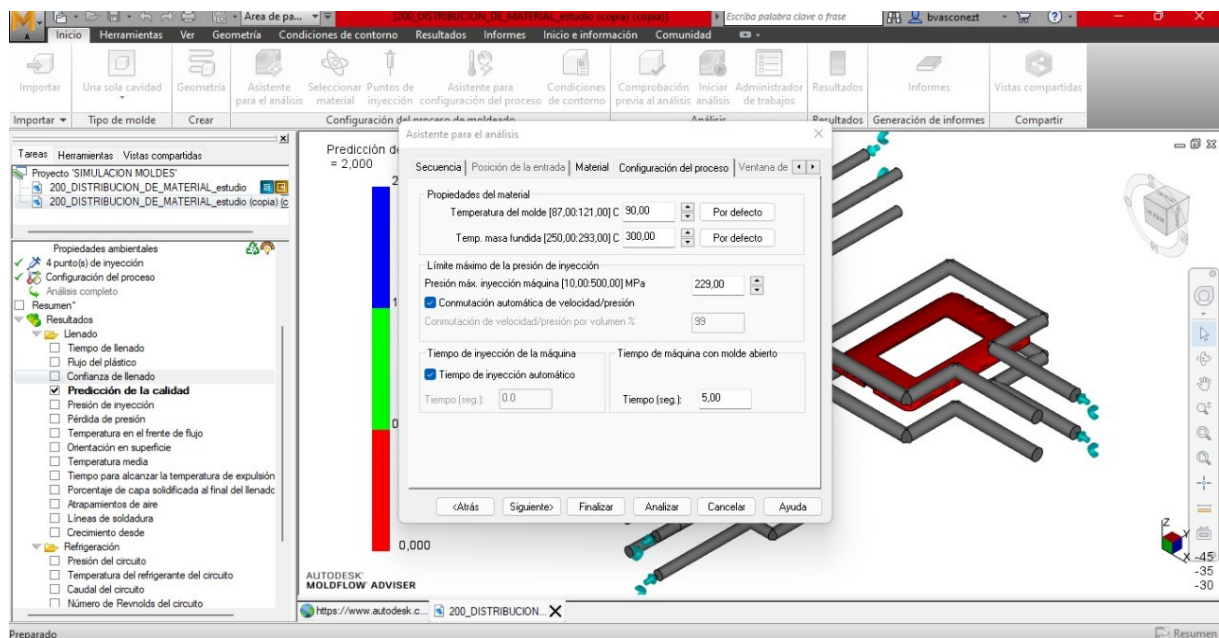 Area de pa...
[200_DISTRIBUCION_DE_MATERIAL_estudio (copia) (copia)]
Escriba palabra clave o frase
bvasconezt
Inicio Herramientas Ver Geometría Condiciones de contorno Resultados Informes Inicio e información Comunidad
Importar
Una sola cavidad
Geometría
Asistente
para el análisis
Seleccionar
material
Puntos de
inyección
Asistente para
configuración del proceso
Condiciones
de contorno
Comprobación
previa al análisis
Iniciar
análisis
Administrador
de trabajos
Resultados
Informes
Vistas compartidas
Importar Tipo de molde Crear Configuración del proceso de moldeado Análisis Resultados Generación de informes Compartir
Tareas Herramientas Vistas compartidas
Proyecto 'SIMULACION MOLDES'
200_DISTRIBUCION_DE_MATERIAL_estudio
200_DISTRIBUCION_DE_MATERIAL_estudio (copia) (c
Propiedades ambientales
4 punto(s) de inyección
Configuración del proceso
Análisis completo
Resumen*
Resultados
Llenado
Tiempo de llenado
Flujo del plástico
Confianza de llenado
Predicción de la calidad
Presión de inyección
Pérdida de presión
Temperatura en el frente de flujo
Orientación en superficie
Temperatura media
Tiempo para alcanzar la temperatura de expulsión
Porcentaje de capa solidificada al final del llenado
Atrapamientos de aire
Líneas de soldadura
Crecimiento desde
Refrigeración
Presión del circuito
Temperatura del refrigerante del circuito
Caudal del circuito
Número de Reynolds del circuito
Predicción d
= 2,000
2
1
0
0,000
Asistente para el análisis
Secuencia Posición de la entrada Material Configuración del proceso Ventana de
Propiedades del material
Temperatura del molde [87,00:121,00] C 90,00 Por defecto
Temp. masa fundida [250,00:293,00] C 300,00 Por defecto
Límite máximo de la presión de inyección
Presión máx. inyección máquina [10,00:500,00] MPa 229,00
Conmutación automática de velocidad/presión
Conmutación de velocidad/presión por volumen % 99
Tiempo de inyección de la máquina
Tiempo de inyección automático
Tiempo (seg.): 0.0
Tiempo de máquina con molde abierto
Tiempo (seg.): 5,00
<Atrás Siguiente> Finalizar Analizar Cancelar Ayuda
AUTODESK
MOLDFLOW ADVISER
Z
Y
X
-45
-35
-30
https://www.autodesk.c... 200_DISTRIBUCION...
Preparado
Resumen